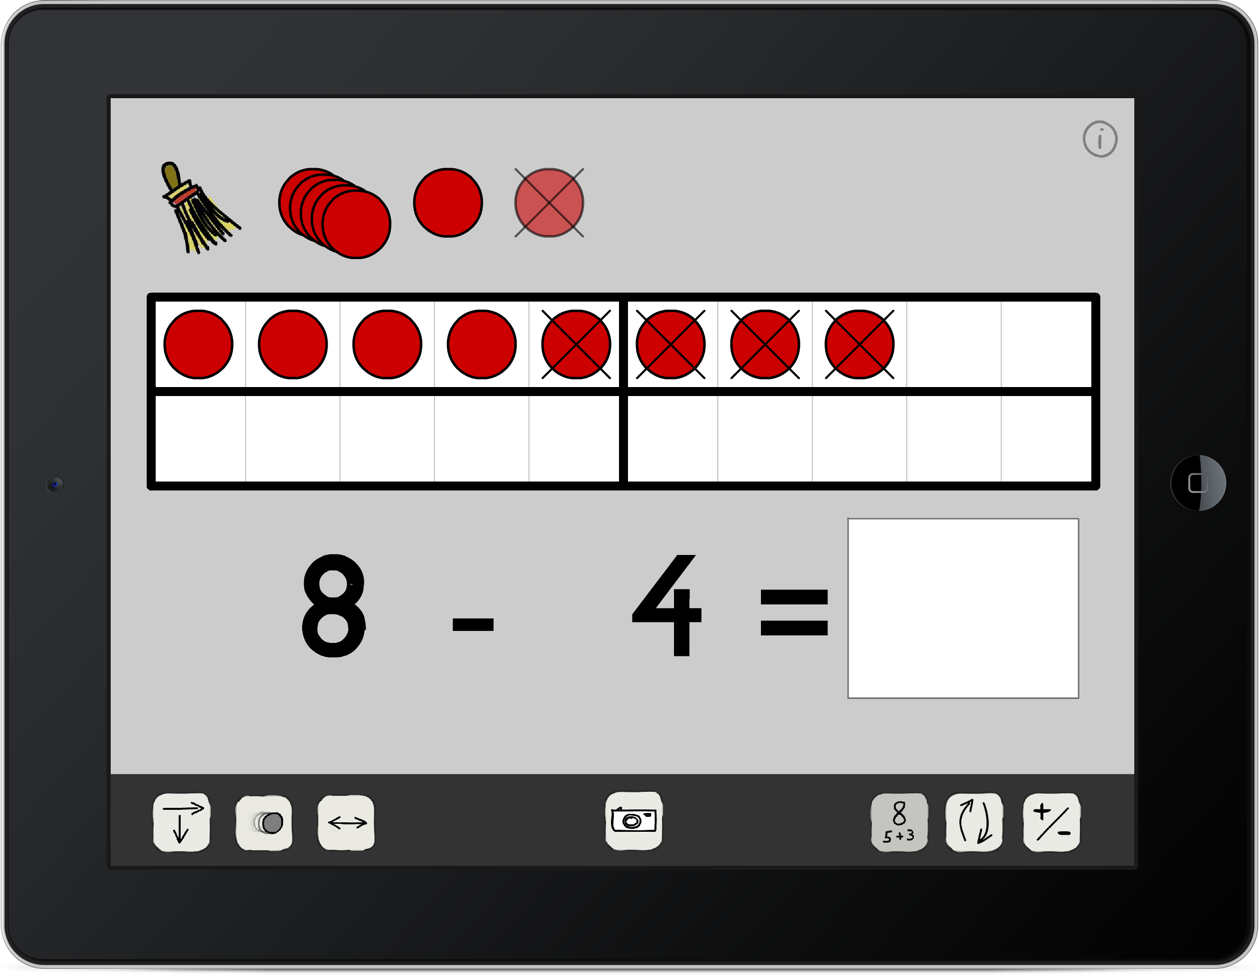 i
8 - 4 =
8
5+3
+/-